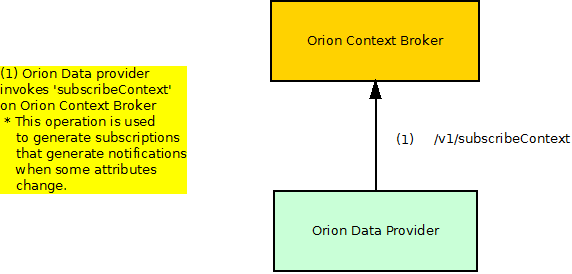 Orion Context Broker
(1) Orion Data provider
invokes 'subscribeContext'
on Orion Context Broker
* This operation is used
to generate subscriptions
that generate notifications
when some attributes
change.
(1) /v1/subscribeContext
Orion Data Provider